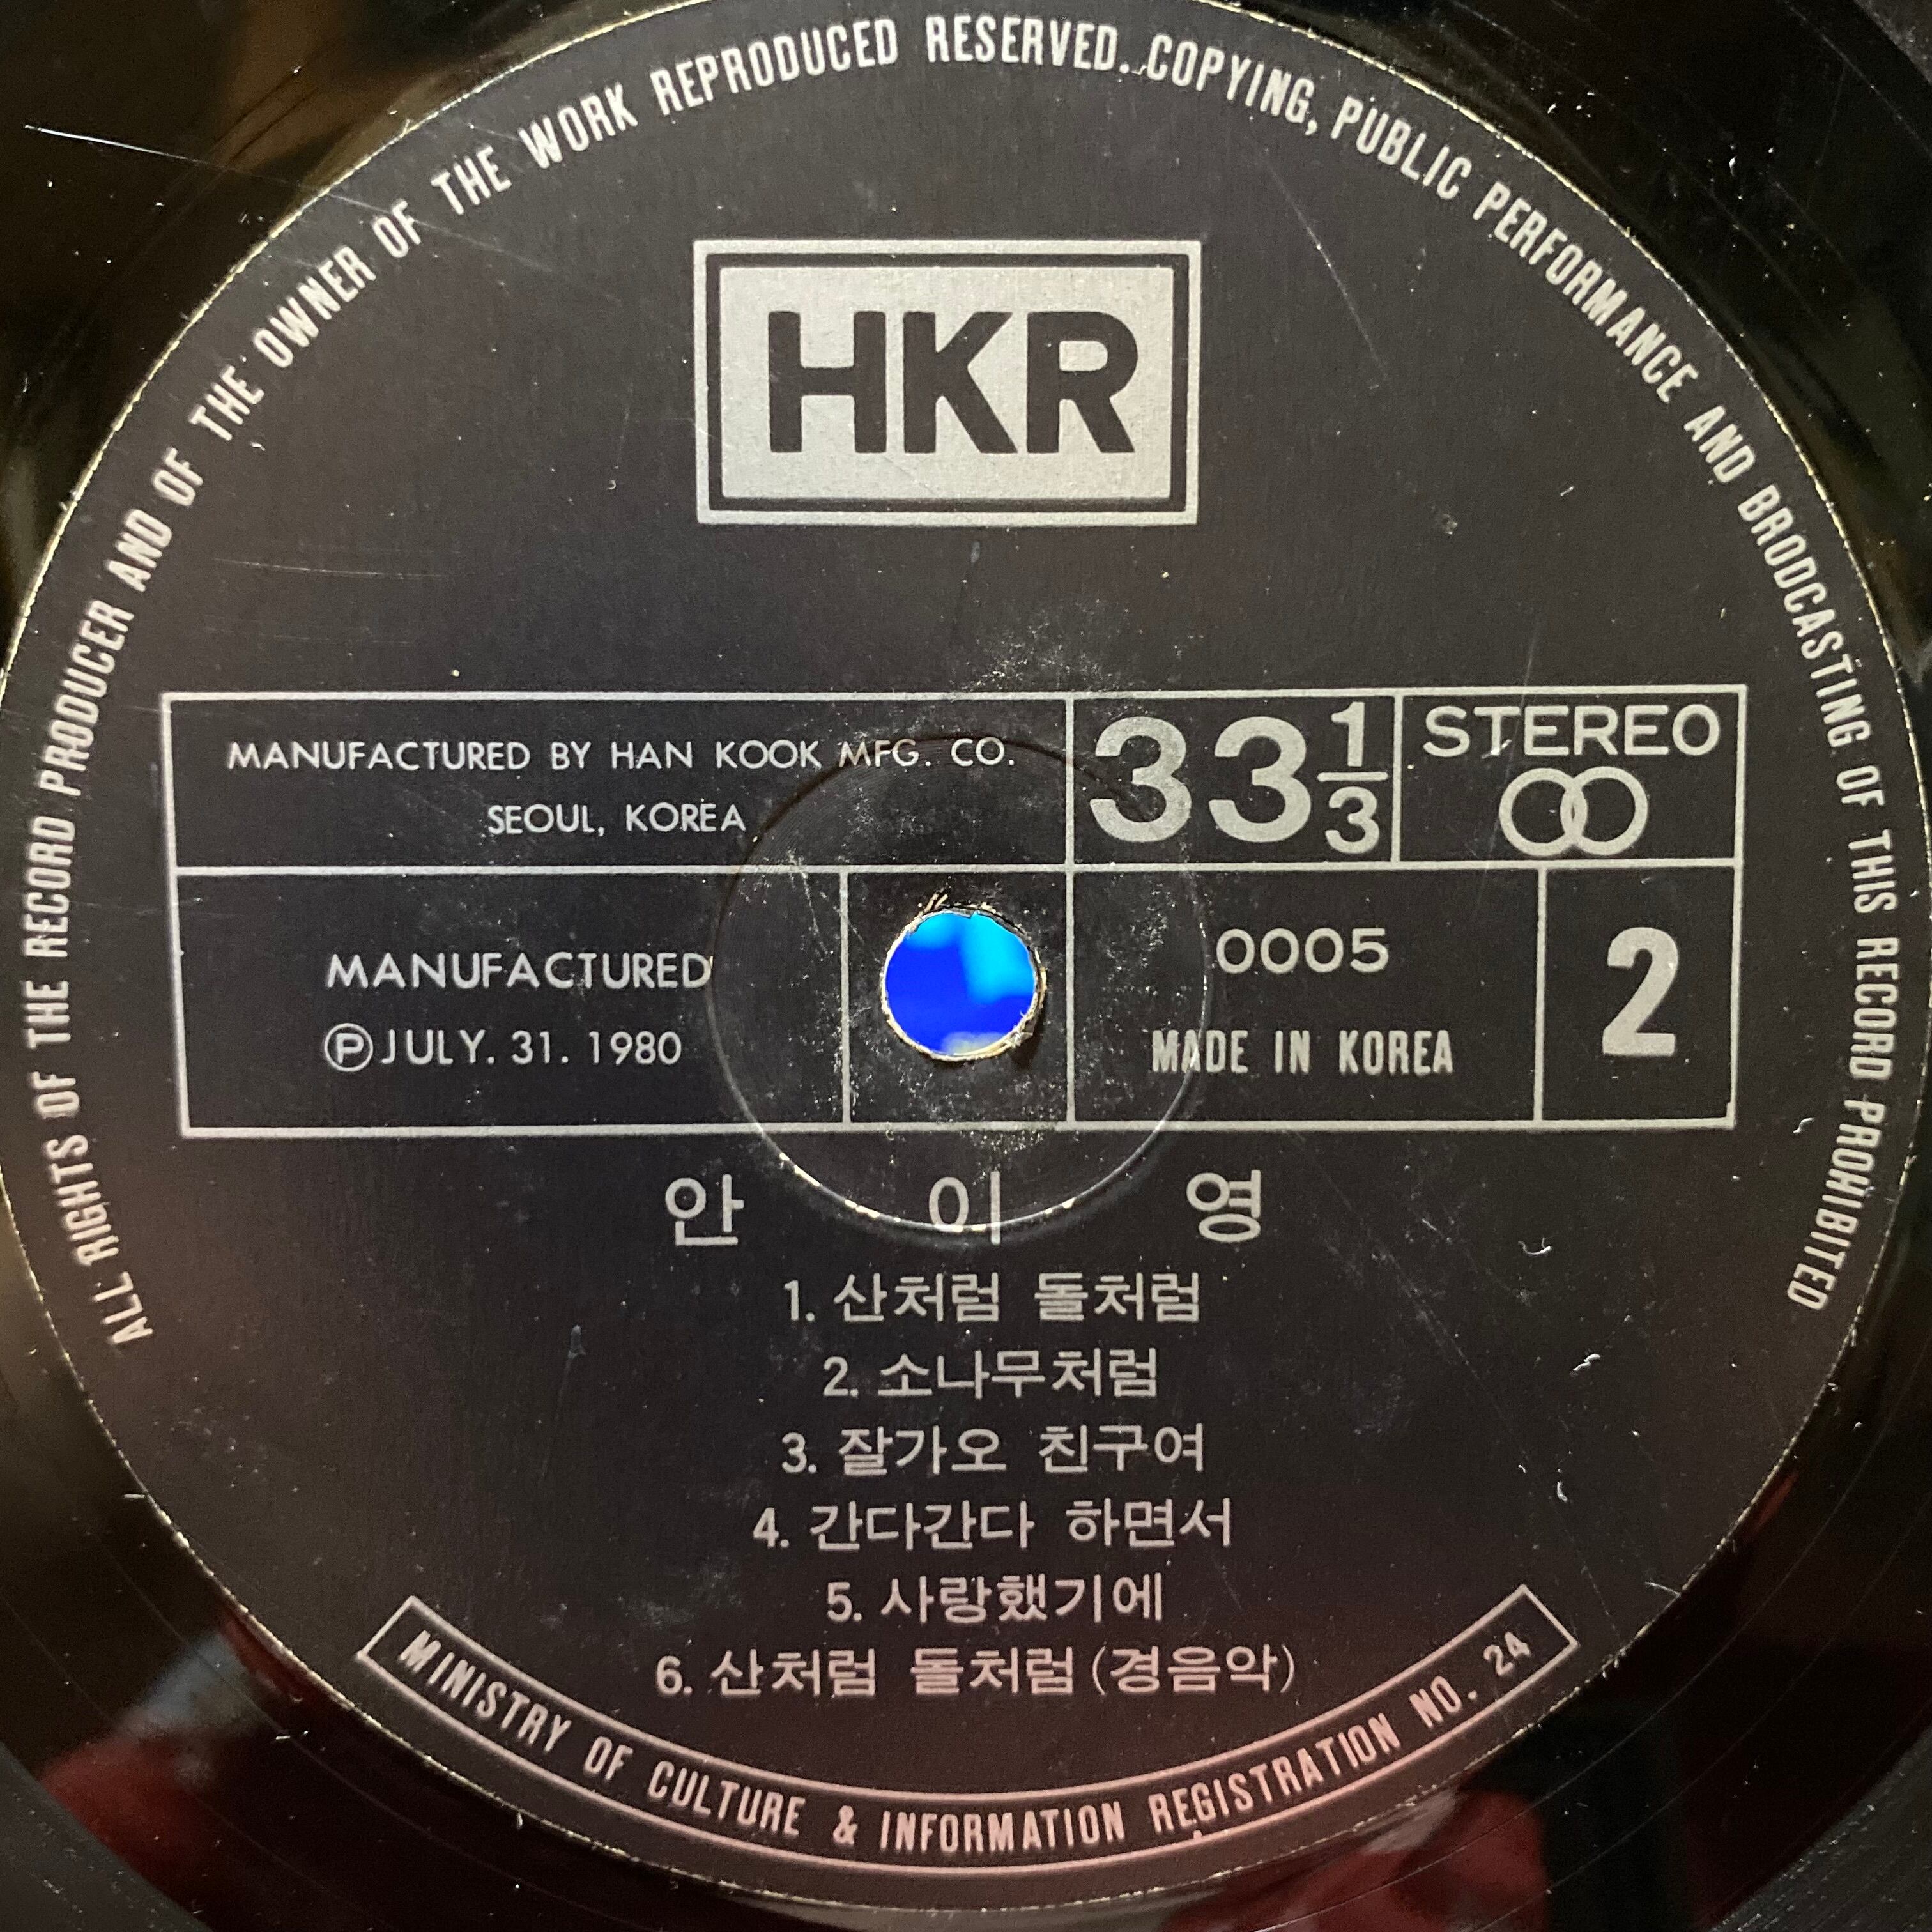 ALL RIGHTS OF THE RECORD PRODUCER AND OF THE OWNER OF THE WORK REPRODUCED RESERVED. COPYING, PUBLIC PERFORMANCE AND BRODCASTING OF THIS RECORD PROHIBITED
HKR
MANUFACTURED BY HAN KOOK MFG. CO.
SEOUL, KOREA
33 1/3
STEREO
MANUFACTURED
ⓅJULY. 31. 1980
0005
MADE IN KOREA
2
안 이 영
1. 산처럼 돌처럼
2. 소나무처럼
3. 잘가오 친구여
4. 간다간다 하면서
5. 사랑했기에
6. 산처럼 돌처럼(경음악)
MINISTRY OF CULTURE & INFORMATION REGISTRATION NO. 24